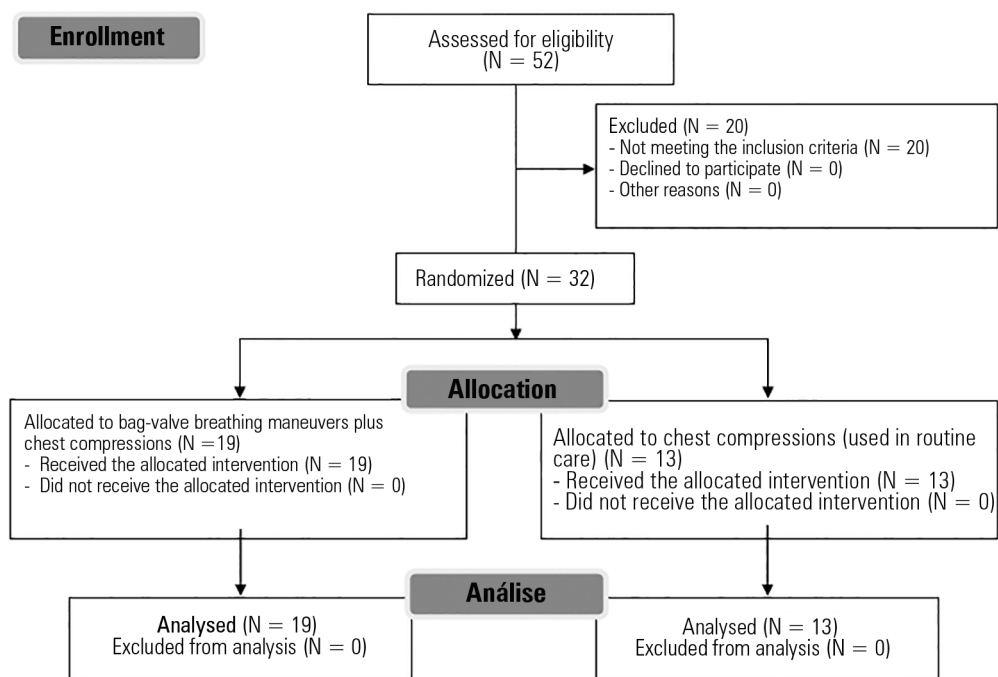 Enrollment
Assessed for eligibility
(N = 52)
Excluded (N = 20)
- Not meeting the inclusion criteria (N = 20)
- Declined to participate (N = 0)
- Other reasons (N = 0)
Randomized (N = 32)
Allocation
Allocated to bag-valve breathing maneuvers plus
chest compressions (N =19)
- Received the allocated intervention (N = 19)
- Did not receive the allocated intervention (N = 0)
Allocated to chest compressions (used in routine
care) (N = 13)
- Received the allocated intervention (N = 13)
- Did not receive the allocated intervention (N = 0)
Análise
Analysed (N = 19)
Excluded from analysis (N = 0)
Analysed (N = 13)
Excluded from analysis (N = 0)